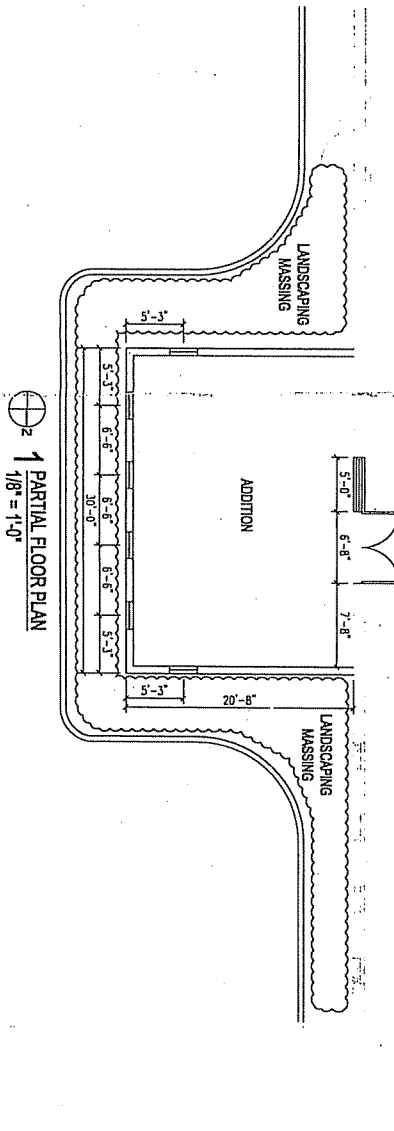 LANDSCAPING
MASSING
5'-3"
5'-3"
6'-6"
6'-6"
6'-6"
5'-3"
30'-0"
ADDITION
5'-0"
6'-8"
7'-8"
5'-3"
20'-8"
LANDSCAPING
MASSING
N
1 PARTIAL FLOOR PLAN
1/8" = 1'-0"